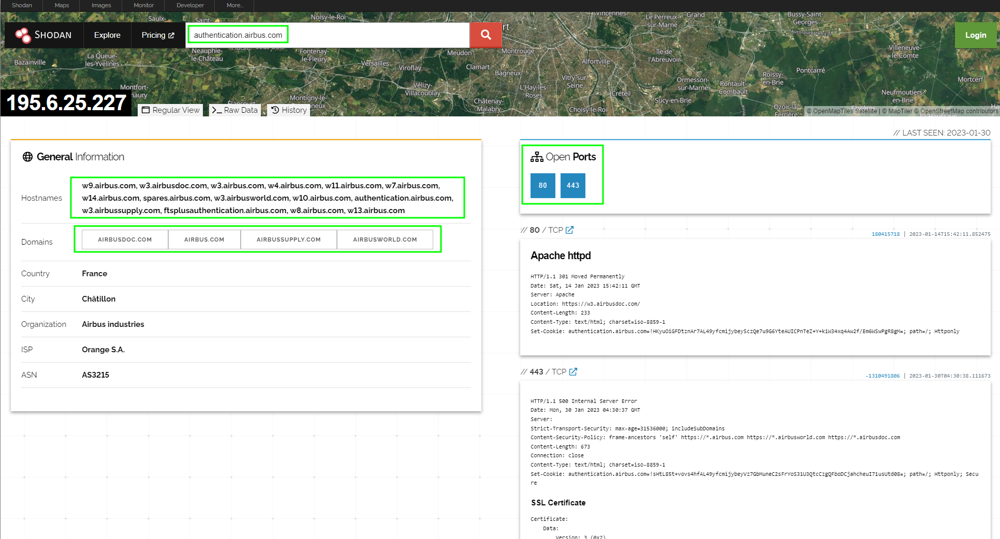 Shodan Maps Images Monitor Developer More...
SHODAN Explore Pricing authentication.airbus.com Login
Saulx-
Saint-
Noisy-le-Roi
Vincennes
Le Perreux-
sur-Marne
Grand
Bussy-Saint-
Georges
Autoroute de l'Est
Bazainville
La Queue-
les-Yvelines
Neauphle-
le-Château
Fontenay-
le-Fleury
Versailles
Viroflay
Meudon
Clamart
Montrouge
Bagneux
Alfortville
île de
l'Abreuvoir
Villeneuve-
le-Comte
Pontcarré
Montfort-
Vélizy-
Villacoublay
L'Haÿ-les-
Roses
Vitry-sur-
Seine
Créteil
Ormesson-
sur-Marne
Pontault-
Combault
Roissy-
en-Brie
Mortcerf
Montigny-le-
Châtenay-
Malabry
Choisy-le-Roi
Sucy-en-Brie
Ozoir-la-
Ferrière
Neufmoutiers-
en-Brie
195.6.25.227
Regular View Raw Data History
© OpenMapTiles Satellite | © MapTiler © OpenStreetMap contributors
// LAST SEEN: 2023-01-30
General Information
Hostnames
w9.airbus.com, w3.airbusdoc.com, w3.airbus.com, w4.airbus.com, w11.airbus.com, w7.airbus.com,
w14.airbus.com, spares.airbus.com, w3.airbusworld.com, w10.airbus.com, authentication.airbus.com,
w3.airbussupply.com, ftsplusauthentication.airbus.com, w8.airbus.com, w13.airbus.com
Domains AIRBUSDOC.COM AIRBUS.COM AIRBUSSUPPLY.COM AIRBUSWORLD.COM
Country France
City Châtillon
Organization Airbus industries
ISP Orange S.A.
ASN AS3215
Open Ports
80 443
// 80 / TCP
180415718 | 2023-01-14T15:42:11.852475
Apache httpd
HTTP/1.1 301 Moved Permanently
Date: Sat, 14 Jan 2023 15:42:11 GMT
Server: Apache
Location: https://w3.airbusdoc.com/
Content-Length: 233
Content-Type: text/html; charset=iso-8859-1
Set-Cookie: authentication.airbus.com=!HKyuOiGFDtznAr7AL49yfcmijybeySczQe7u9G6YteAUICPnTeZ+Y+k1W34xq4Aw2f/Em6WSwPgR8gM=; path=/; Httponly
// 443 / TCP
-1310491806 | 2023-01-30T04:30:38.111673
HTTP/1.1 500 Internal Server Error
Date: Mon, 30 Jan 2023 04:30:37 GMT
Server:
Strict-Transport-Security: max-age=31536000; includeSubDomains
Content-Security-Policy: frame-ancestors 'self' https://*.airbus.com https://*.airbusworld.com https://*.airbusdoc.com
Content-Length: 673
Connection: close
Content-Type: text/html; charset=iso-8859-1
Set-Cookie: authentication.airbus.com=!sHtL85t+vovs4hfAL49yfcmijybeyVz7GbMuneC2sFrYoS31U3QtcCzgQFboDCjahcheuI71usUtd08=; path=/; Httponly; Secu
re
SSL Certificate
Certificate:
Data:
Version: 3 (0x2)